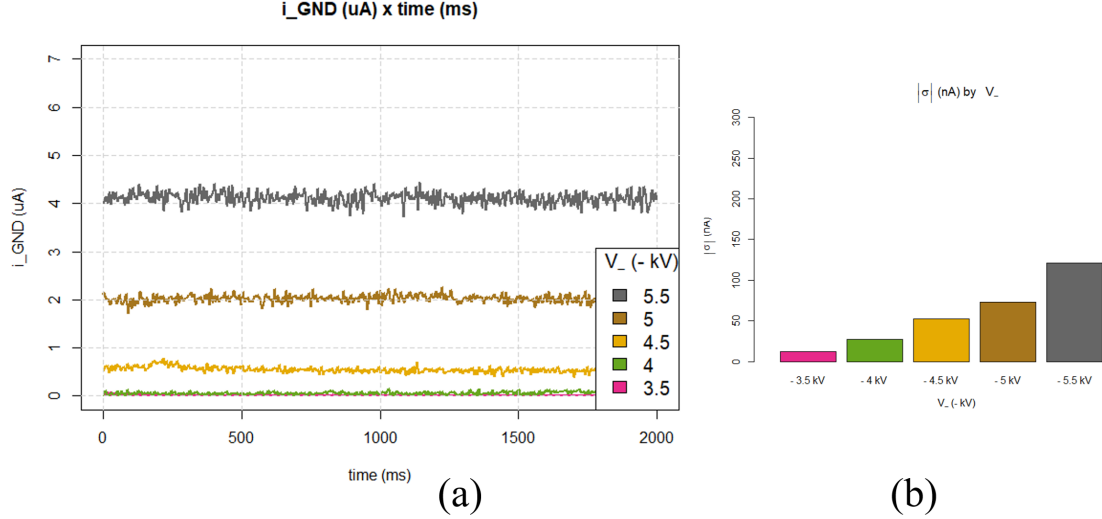 i_GND (uA) x time (ms)
7
6
5
4
3
2
1
0
i_GND (uA)
0
500
1000
1500
2000
time (ms)
V_ (- kV)
5.5
5
4.5
4
3.5
(a)
|σ| (nA) by V_
300
250
200
150
100
50
0
|σ| (nA)
- 3.5 kV
- 4 kV
- 4.5 kV
- 5 kV
- 5.5 kV
V_ (- kV)
(b)